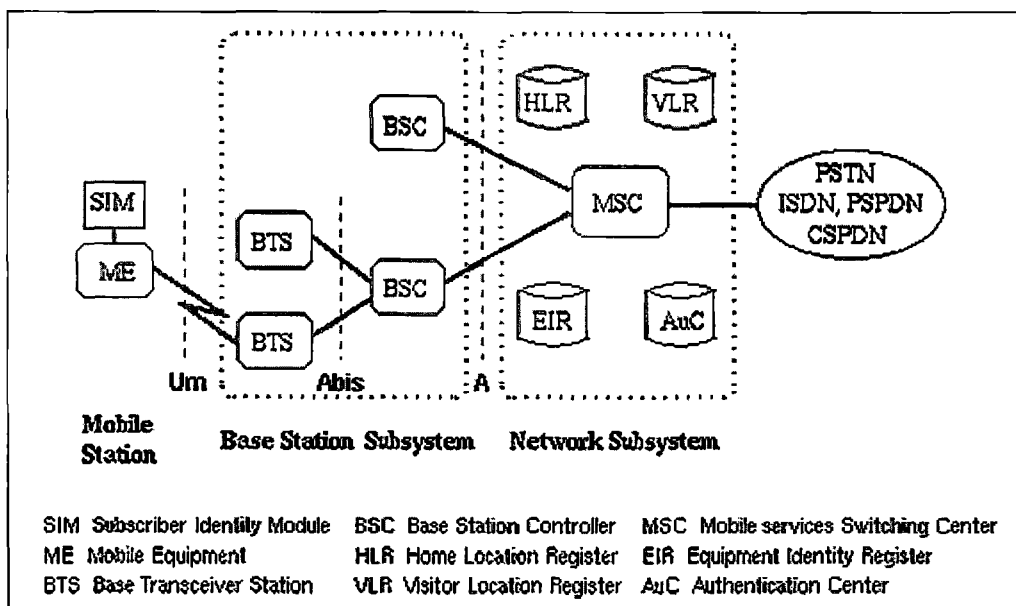 HLR
VLR
BSC
SIM
ME
BTS
BSC
BTS
MSC
PSTN
ISDN, PSPDN
CSPDN
EIR
AuC
Um
Abis
A
Mobile
Station
Base Station Subsystem
Network Subsystem
SIM Subscriber Identity Module BSC Base Station Controller MSC Mobile services Switching Center
ME Mobile Equipment HLR Home Location Register EIR Equipment Identity Register
BTS Base Transceiver Station VLR Visitor Location Register AuC Authentication Center